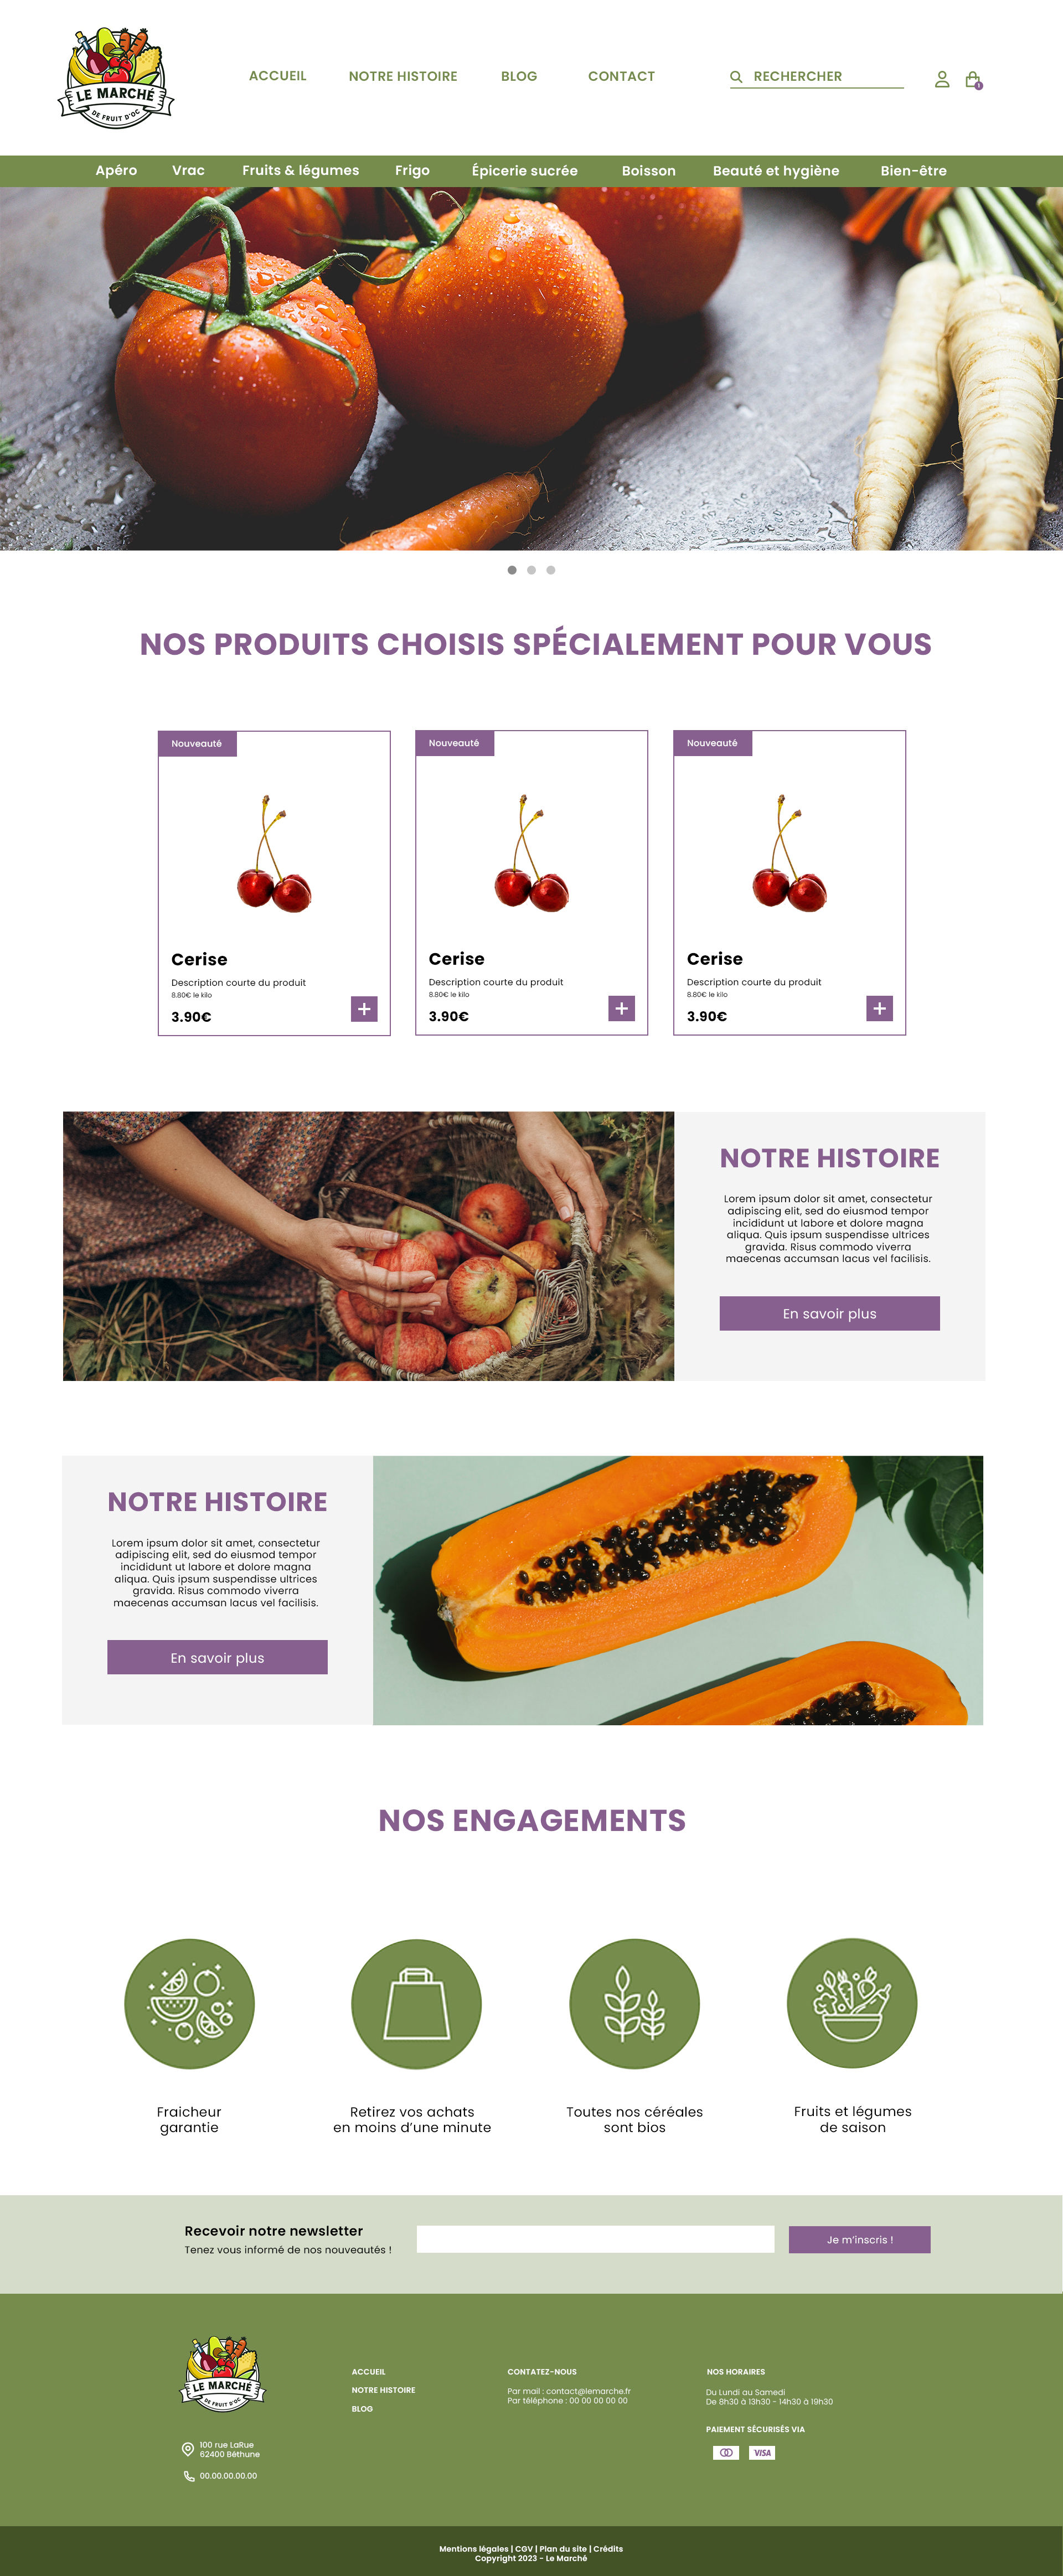 LE MARCHÉ
DE FRUIT D'OC
ACCUEIL NOTRE HISTOIRE BLOG CONTACT RECHERCHER
1
Apéro Vrac Fruits & légumes Frigo Épicerie sucrée Boisson Beauté et hygiène Bien-être
NOS PRODUITS CHOISIS SPÉCIALEMENT POUR VOUS
Nouveauté
Cerise
Description courte du produit
8.80€ le kilo
3.90€
Nouveauté
Cerise
Description courte du produit
8.80€ le kilo
3.90€
Nouveauté
Cerise
Description courte du produit
8.80€ le kilo
3.90€
NOTRE HISTOIRE
Lorem ipsum dolor sit amet, consectetur
adipiscing elit, sed do eiusmod tempor
incididunt ut labore et dolore magna
aliqua. Quis ipsum suspendisse ultrices
gravida. Risus commodo viverra
maecenas accumsan lacus vel facilisis.
En savoir plus
NOTRE HISTOIRE
Lorem ipsum dolor sit amet, consectetur
adipiscing elit, sed do eiusmod tempor
incididunt ut labore et dolore magna
aliqua. Quis ipsum suspendisse ultrices
gravida. Risus commodo viverra
maecenas accumsan lacus vel facilisis.
En savoir plus
NOS ENGAGEMENTS
Fraicheur
garantie
Retirez vos achats
en moins d'une minute
Toutes nos céréales
sont bios
Fruits et légumes
de saison
Recevoir notre newsletter
Tenez vous informé de nos nouveautés !
Je m'inscris !
LE MARCHÉ
DE FRUIT D'OC
100 rue LaRue
62400 Béthune
00.00.00.00.00
ACCUEIL
NOTRE HISTOIRE
BLOG
CONTATEZ-NOUS
Par mail : contact@lemarche.fr
Par téléphone : 00 00 00 00 00
NOS HORAIRES
Du Lundi au Samedi
De 8h30 à 13h30 - 14h30 à 19h30
PAIEMENT SÉCURISÉS VIA
VISA
Mentions légales | CGV | Plan du site | Crédits
Copyright 2023 - Le Marché